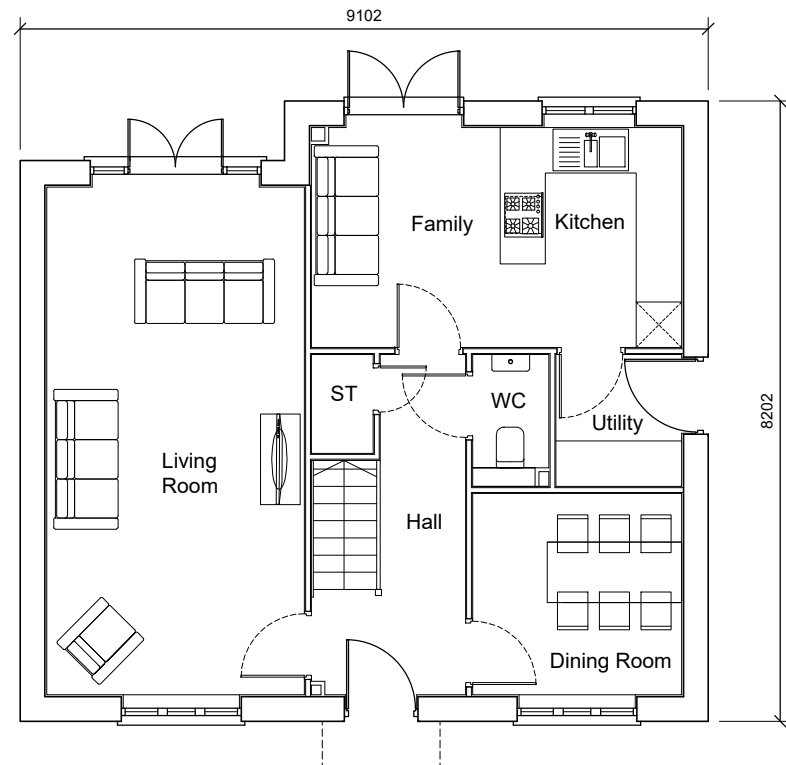 9102
Family
Kitchen
ST
WC
Utility
8202
Living
Room
Hall
Dining Room